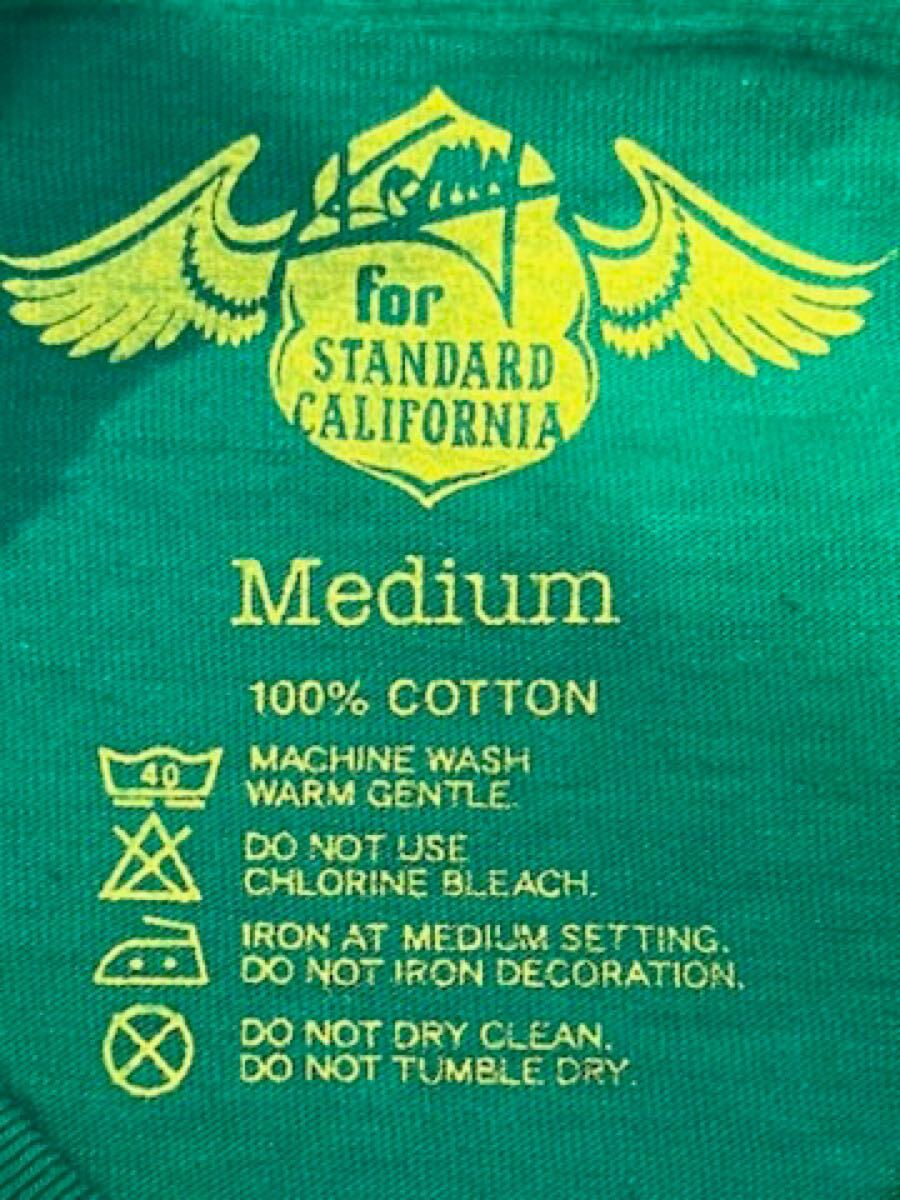 for
STANDARD
CALIFORNIA
Medium
100% COTTON
40
MACHINE WASH
WARM GENTLE.
DO NOT USE
CHLORINE BLEACH.
IRON AT MEDIUM SETTING.
DO NOT IRON DECORATION.
DO NOT DRY CLEAN.
DO NOT TUMBLE DRY.